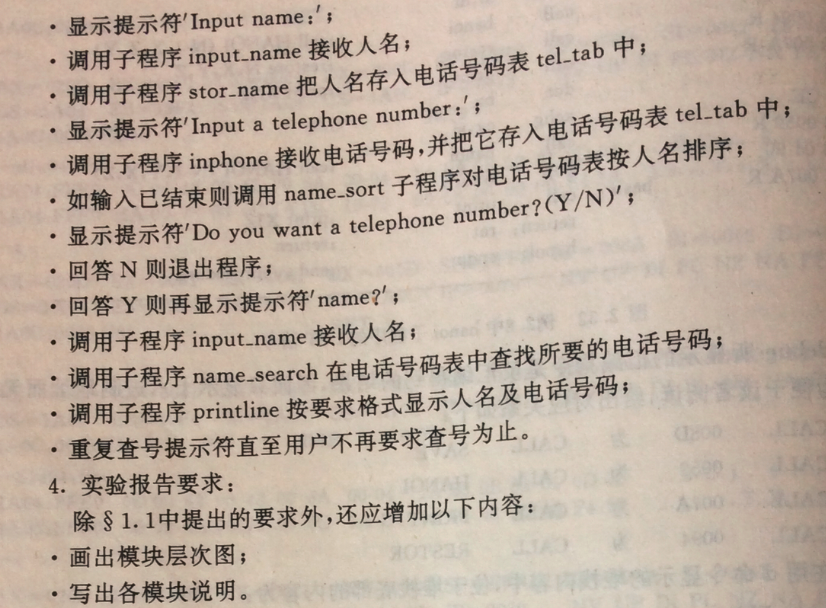 · 显示提示符'Input name:';
· 调用子程序 input_name 接收人名;
· 调用子程序 stor_name 把人名存入电话号码表 tel_tab 中;
· 显示提示符'Input a telephone number:';
· 调用子程序 inphone 接收电话号码,并把它存入电话号码表 tel_tab 中;
· 如输入已结束则调用 name_sort 子程序对电话号码表按人名排序;
· 显示提示符'Do you want a telephone number?(Y/N)';
· 回答 N 则退出程序;
· 回答 Y 则再显示提示符'name?';
· 调用子程序 input_name 接收人名;
· 调用子程序 name_search 在电话号码表中查找所要的电话号码;
· 调用子程序 printline 按要求格式显示人名及电话号码;
· 重复查号提示符直至用户不再要求查号为止。
4. 实验报告要求:
除 § 1.1中提出的要求外,还应增加以下内容:
· 画出模块层次图;
· 写出各模块说明。